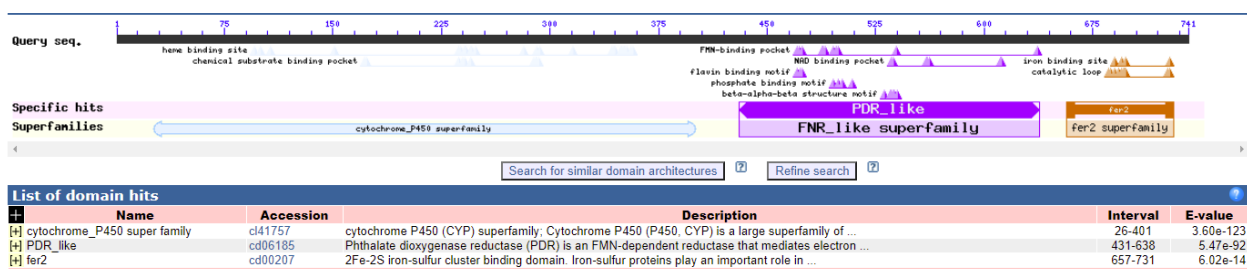 1 75 150 225 300 375 450 525 600 675 741
Query seq.
heme binding site
chemical substrate binding pocket
FMN-binding pocket
NAD binding pocket
flavin binding motif
phosphate binding motif
beta-alpha-beta structure motif
iron binding site
catalytic loop
Specific hits PDR_like fer2
Superfamilies cytochrome_P450 superfamily FNR_like superfamily fer2 superfamily
Search for similar domain architectures ? Refine search ?
List of domain hits ?
+ Name Accession Description Interval E-value
[+] cytochrome_P450 super family cl41757 cytochrome P450 (CYP) superfamily; Cytochrome P450 (P450, CYP) is a large superfamily of ... 26-401 3.60e-123
[+] PDR_like cd06185 Phthalate dioxygenase reductase (PDR) is an FMN-dependent reductase that mediates electron ... 431-638 5.47e-92
[+] fer2 cd00207 2Fe-2S iron-sulfur cluster binding domain. Iron-sulfur proteins play an important role in ... 657-731 6.02e-14